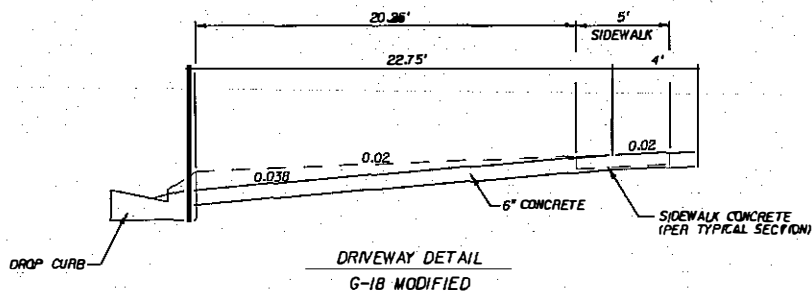 20.26'
5'
SIDEWALK
22.75'
4'
0.02
0.02
0.038
6" CONCRETE
SIDEWALK CONCRETE
(PER TYPICAL SECTION)
DROP CURB
DRIVEWAY DETAIL
G-18 MODIFIED